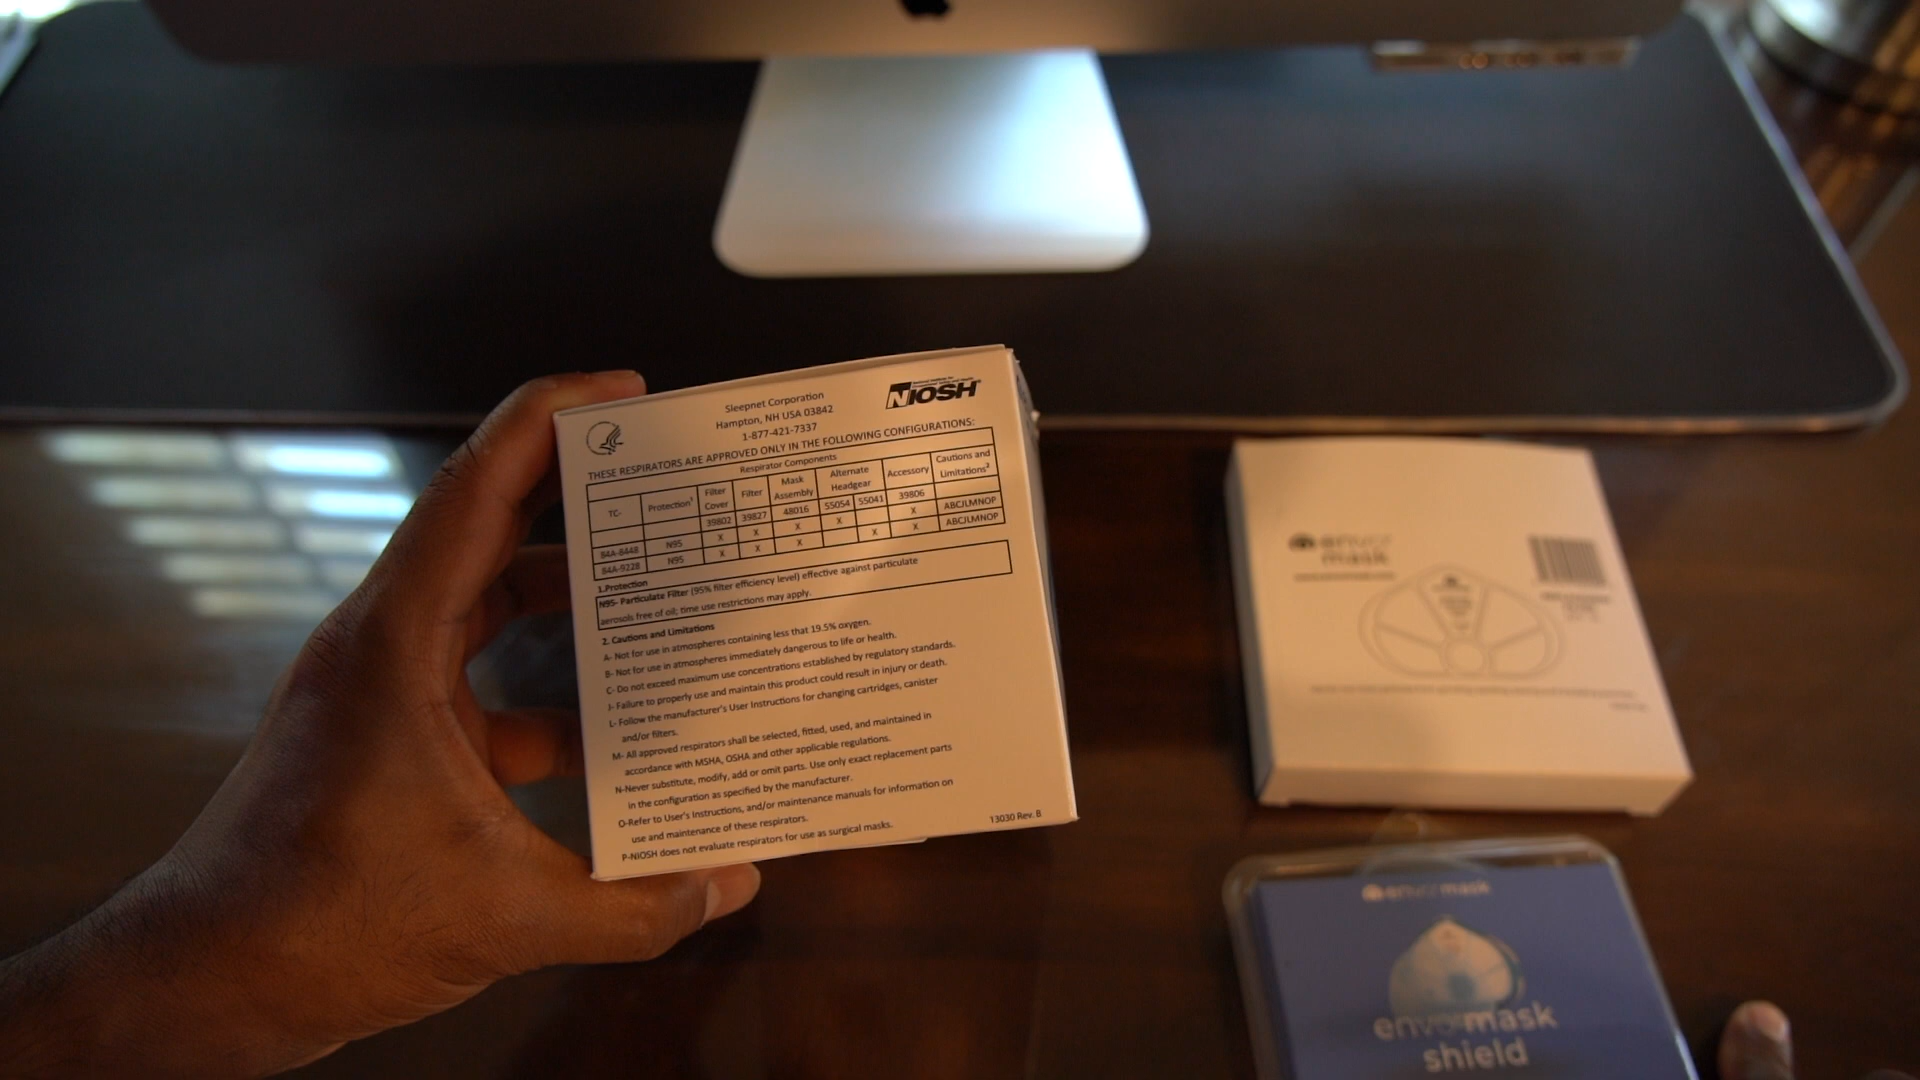 Sleepnet Corporation
Hampton, NH USA 03842
1-877-421-7337
NIOSH
THESE RESPIRATORS ARE APPROVED ONLY IN THE FOLLOWING CONFIGURATIONS:
Respirator Components
TC- Protection¹ Filter Cover Filter Mask Assembly Alternate Headgear Accessory Cautions and Limitations²
39802 39827 48016 55054 55041 39806
84A-8448 N95 X X X X X ABCJLMNOP
84A-9228 N95 X X X X X ABCJLMNOP
1.Protection
N95- Particulate Filter (95% filter efficiency level) effective against particulate
aerosols free of oil; time use restrictions may apply.
2. Cautions and Limitations
A- Not for use in atmospheres containing less that 19.5% oxygen.
B- Not for use in atmospheres immediately dangerous to life or health.
C- Do not exceed maximum use concentrations established by regulatory standards.
J- Failure to properly use and maintain this product could result in injury or death.
L- Follow the manufacturer's User Instructions for changing cartridges, canister
and/or filters.
M- All approved respirators shall be selected, fitted, used, and maintained in
accordance with MSHA, OSHA and other applicable regulations.
N-Never substitute, modify, add or omit parts. Use only exact replacement parts
in the configuration as specified by the manufacturer.
O-Refer to User's Instructions, and/or maintenance manuals for information on
use and maintenance of these respirators.
P-NIOSH does not evaluate respirators for use as surgical masks.
13030 Rev. B
envo mask
envo mask
envo mask
shield